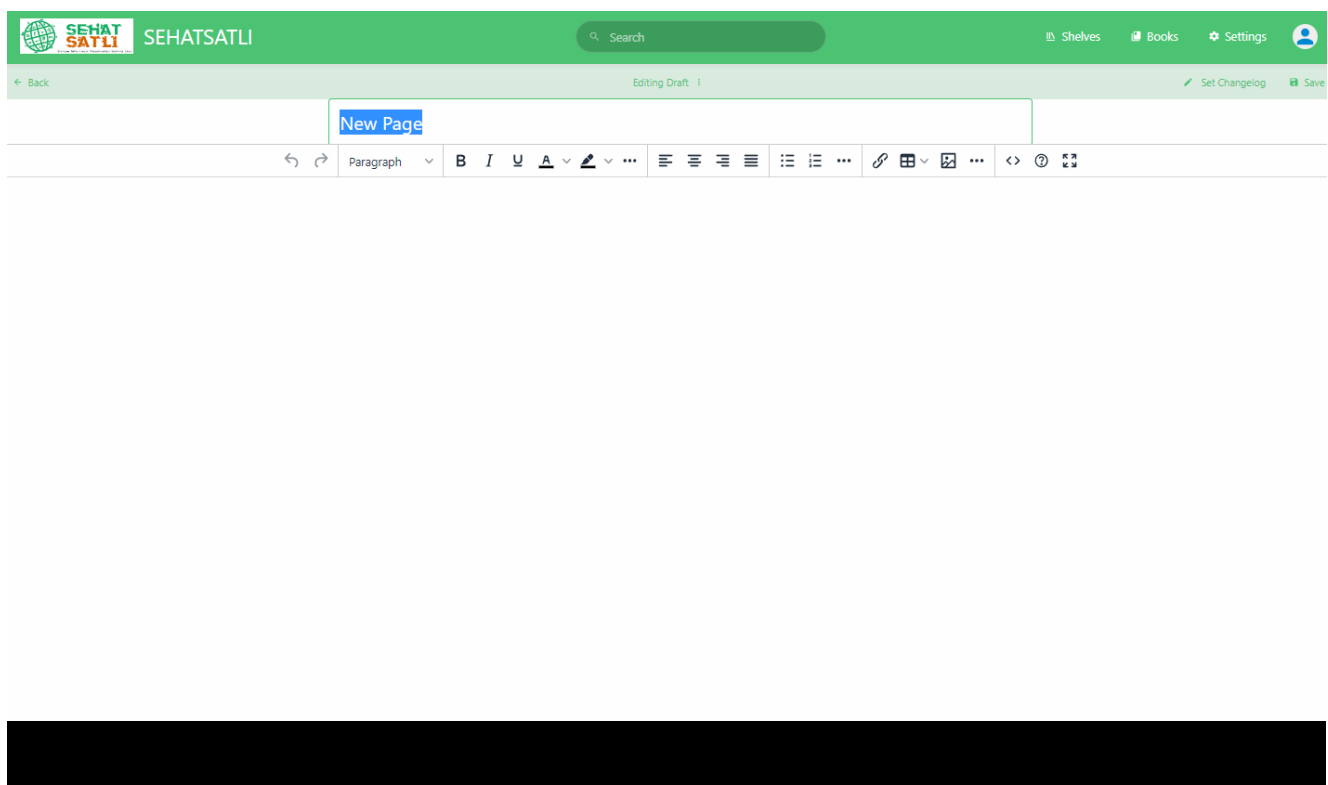 SEHAT
SATLI
SEHATSATLI
Search
Shelves
Books
Settings
Back
Editing Draft
Set Changelog
Save
New Page
Paragraph
B I U A